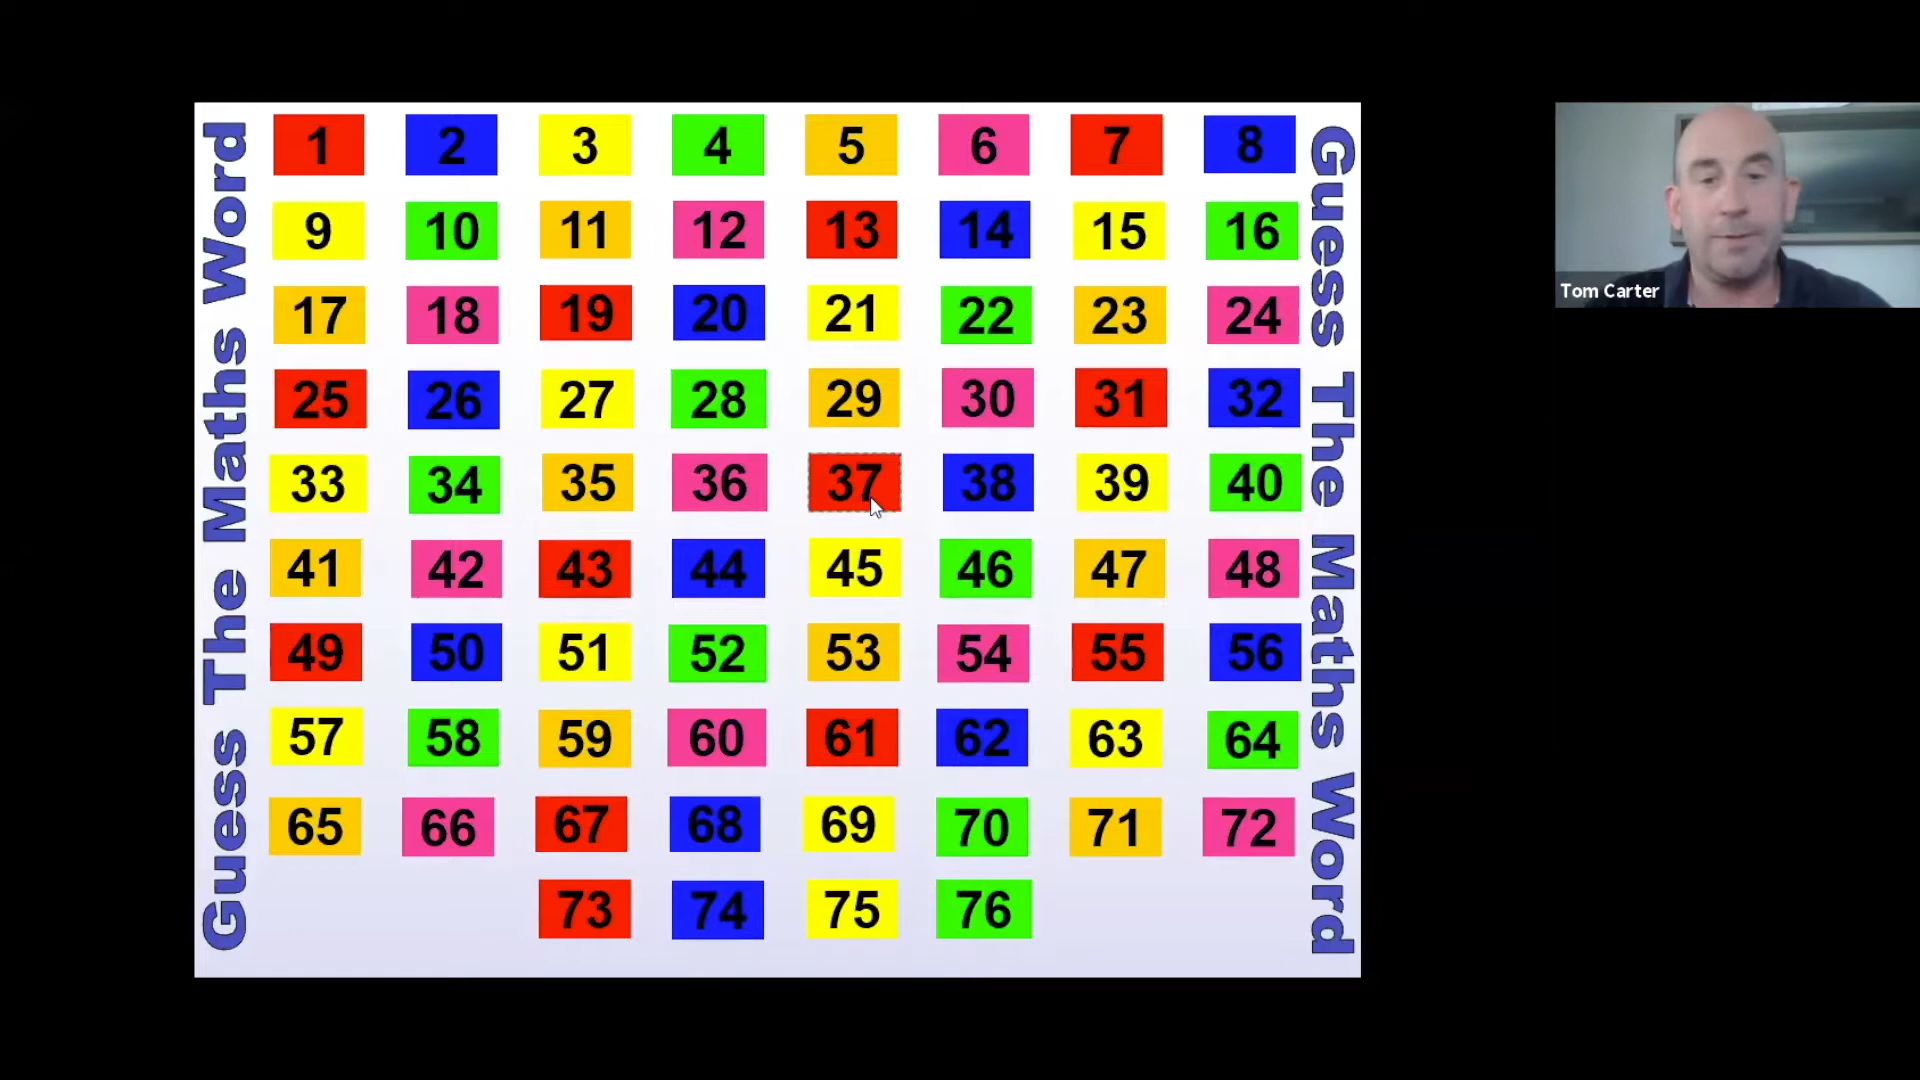 Guess The Maths Word
1 2 3 4 5 6 7 8
9 10 11 12 13 14 15 16
17 18 19 20 21 22 23 24
25 26 27 28 29 30 31 32
33 34 35 36 37 38 39 40
41 42 43 44 45 46 47 48
49 50 51 52 53 54 55 56
57 58 59 60 61 62 63 64
65 66 67 68 69 70 71 72
73 74 75 76
Guess The Maths Word
Tom Carter